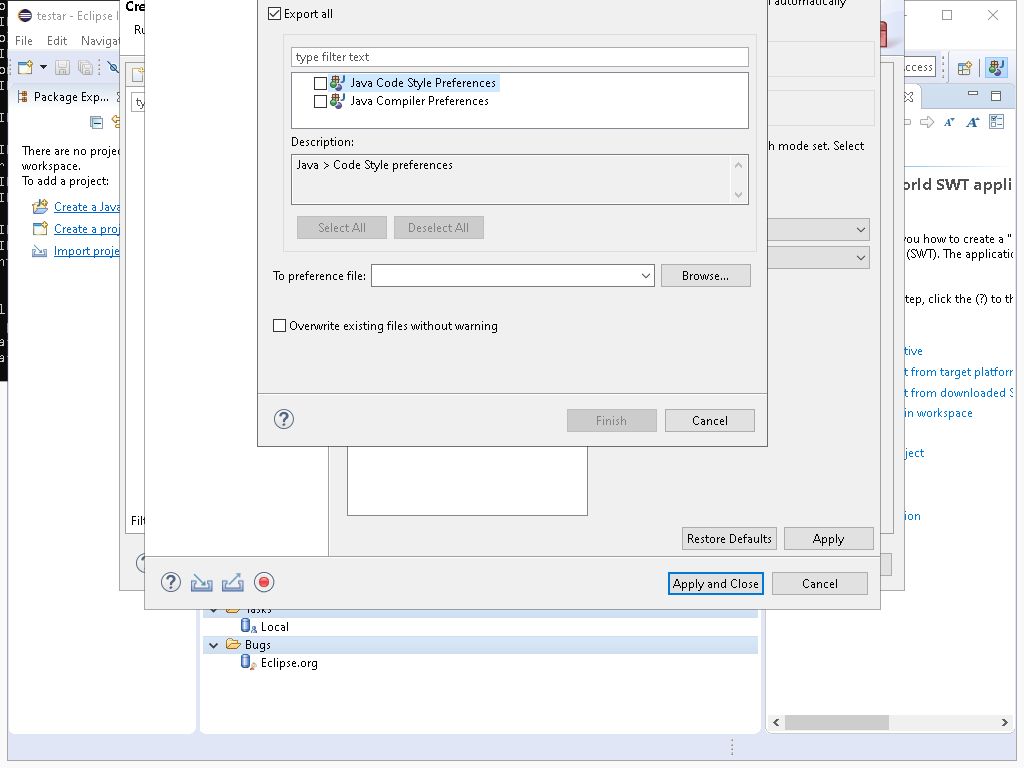 testar - Eclipse I
Cre
Export all
automatically
File Edit Navigat
Ru
type filter text
ccess
Java Code Style Preferences
Package Exp...
ty
Java Compiler Preferences
Description:
There are no projec
workspace.
To add a project:
h mode set. Select
Java > Code Style preferences
orld SWT appli
Create a Java
Select All
Deselect All
Create a proj
you how to create a "
Import proje
(SWT). The applicatic
To preference file:
Browse...
tep, click the (?) to th
Overwrite existing files without warning
tive
t from target platforn
t from downloaded S
in workspace
Finish
Cancel
ject
Filt
ion
Restore Defaults
Apply
Apply and Close
Cancel
Tasks
Local
Bugs
Eclipse.org